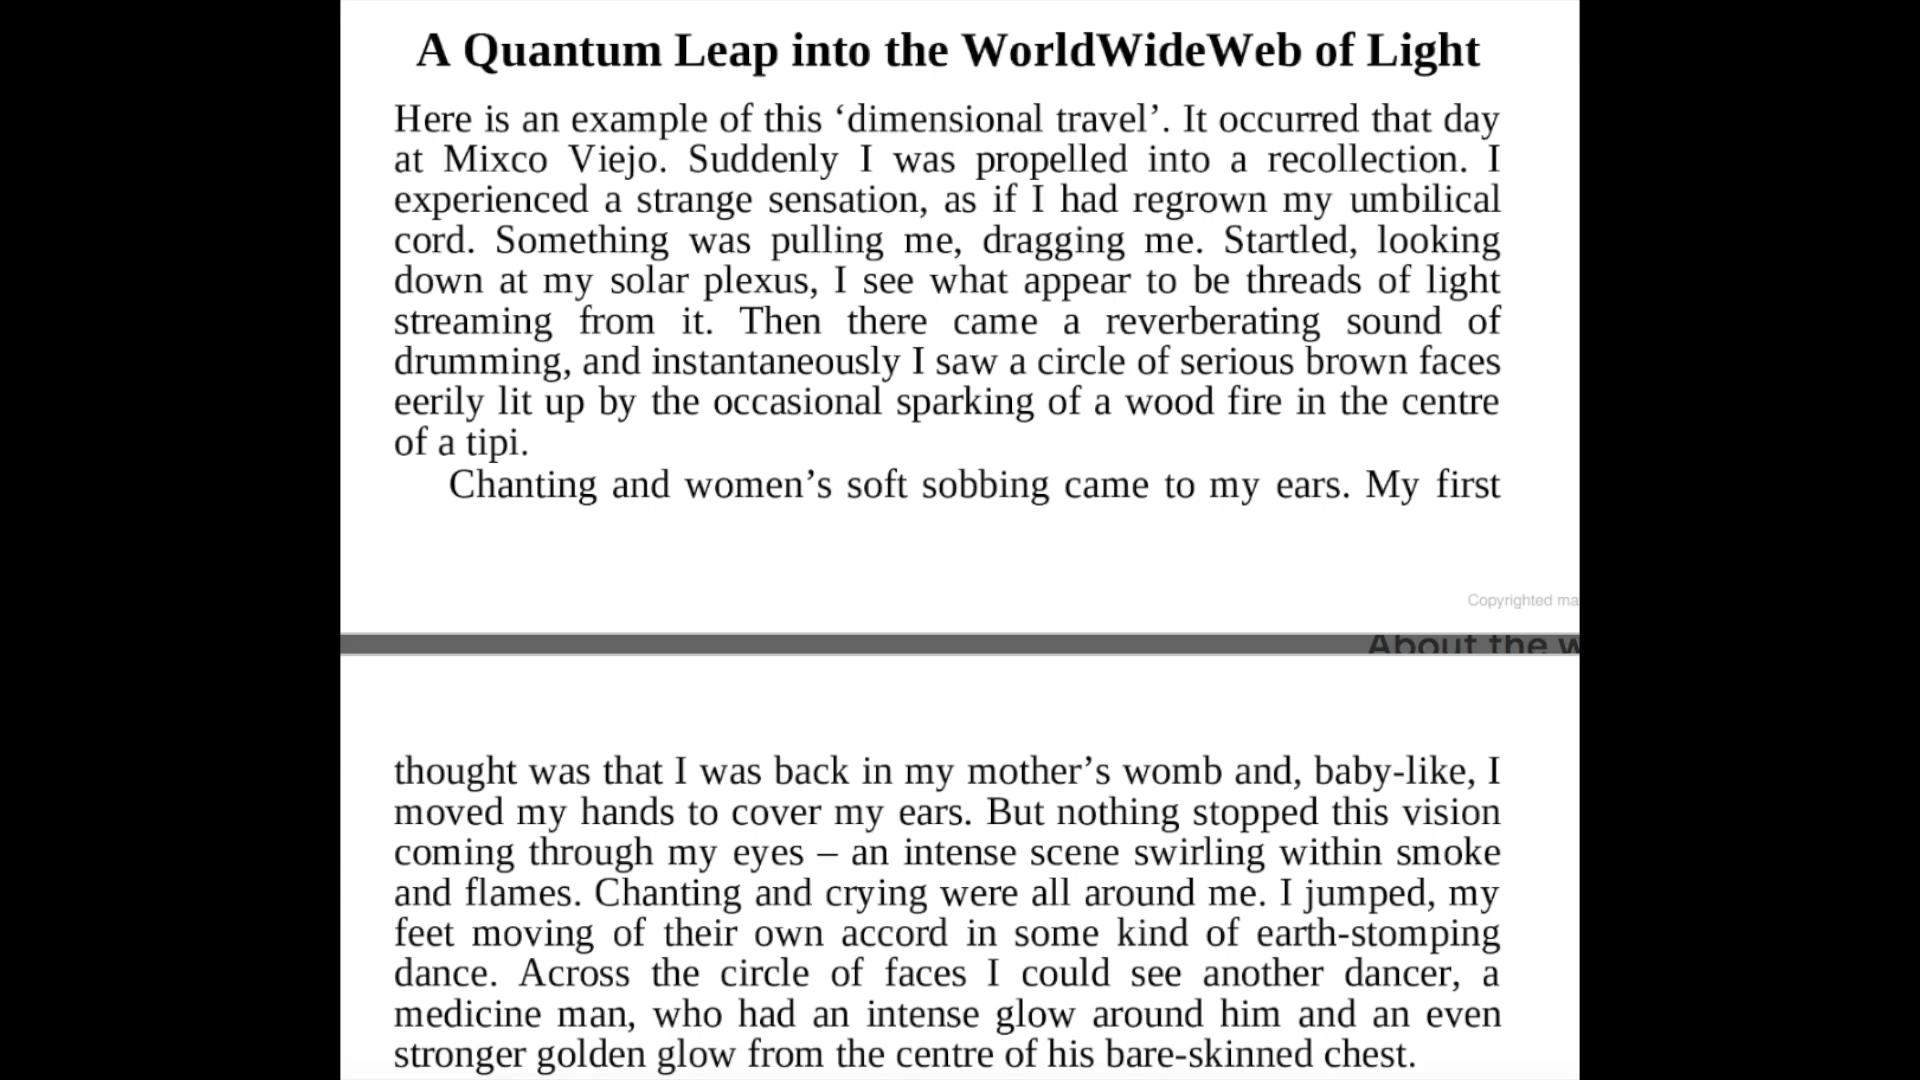 A Quantum Leap into the WorldWideWeb of Light
Here is an example of this ‘dimensional travel’. It occurred that day
at Mixco Viejo. Suddenly I was propelled into a recollection. I
experienced a strange sensation, as if I had regrown my umbilical
cord. Something was pulling me, dragging me. Startled, looking
down at my solar plexus, I see what appear to be threads of light
streaming from it. Then there came a reverberating sound of
drumming, and instantaneously I saw a circle of serious brown faces
eerily lit up by the occasional sparking of a wood fire in the centre
of a tipi.
Chanting and women’s soft sobbing came to my ears. My first
Copyrighted ma
About the w
thought was that I was back in my mother’s womb and, baby-like, I
moved my hands to cover my ears. But nothing stopped this vision
coming through my eyes – an intense scene swirling within smoke
and flames. Chanting and crying were all around me. I jumped, my
feet moving of their own accord in some kind of earth-stomping
dance. Across the circle of faces I could see another dancer, a
medicine man, who had an intense glow around him and an even
stronger golden glow from the centre of his bare-skinned chest.